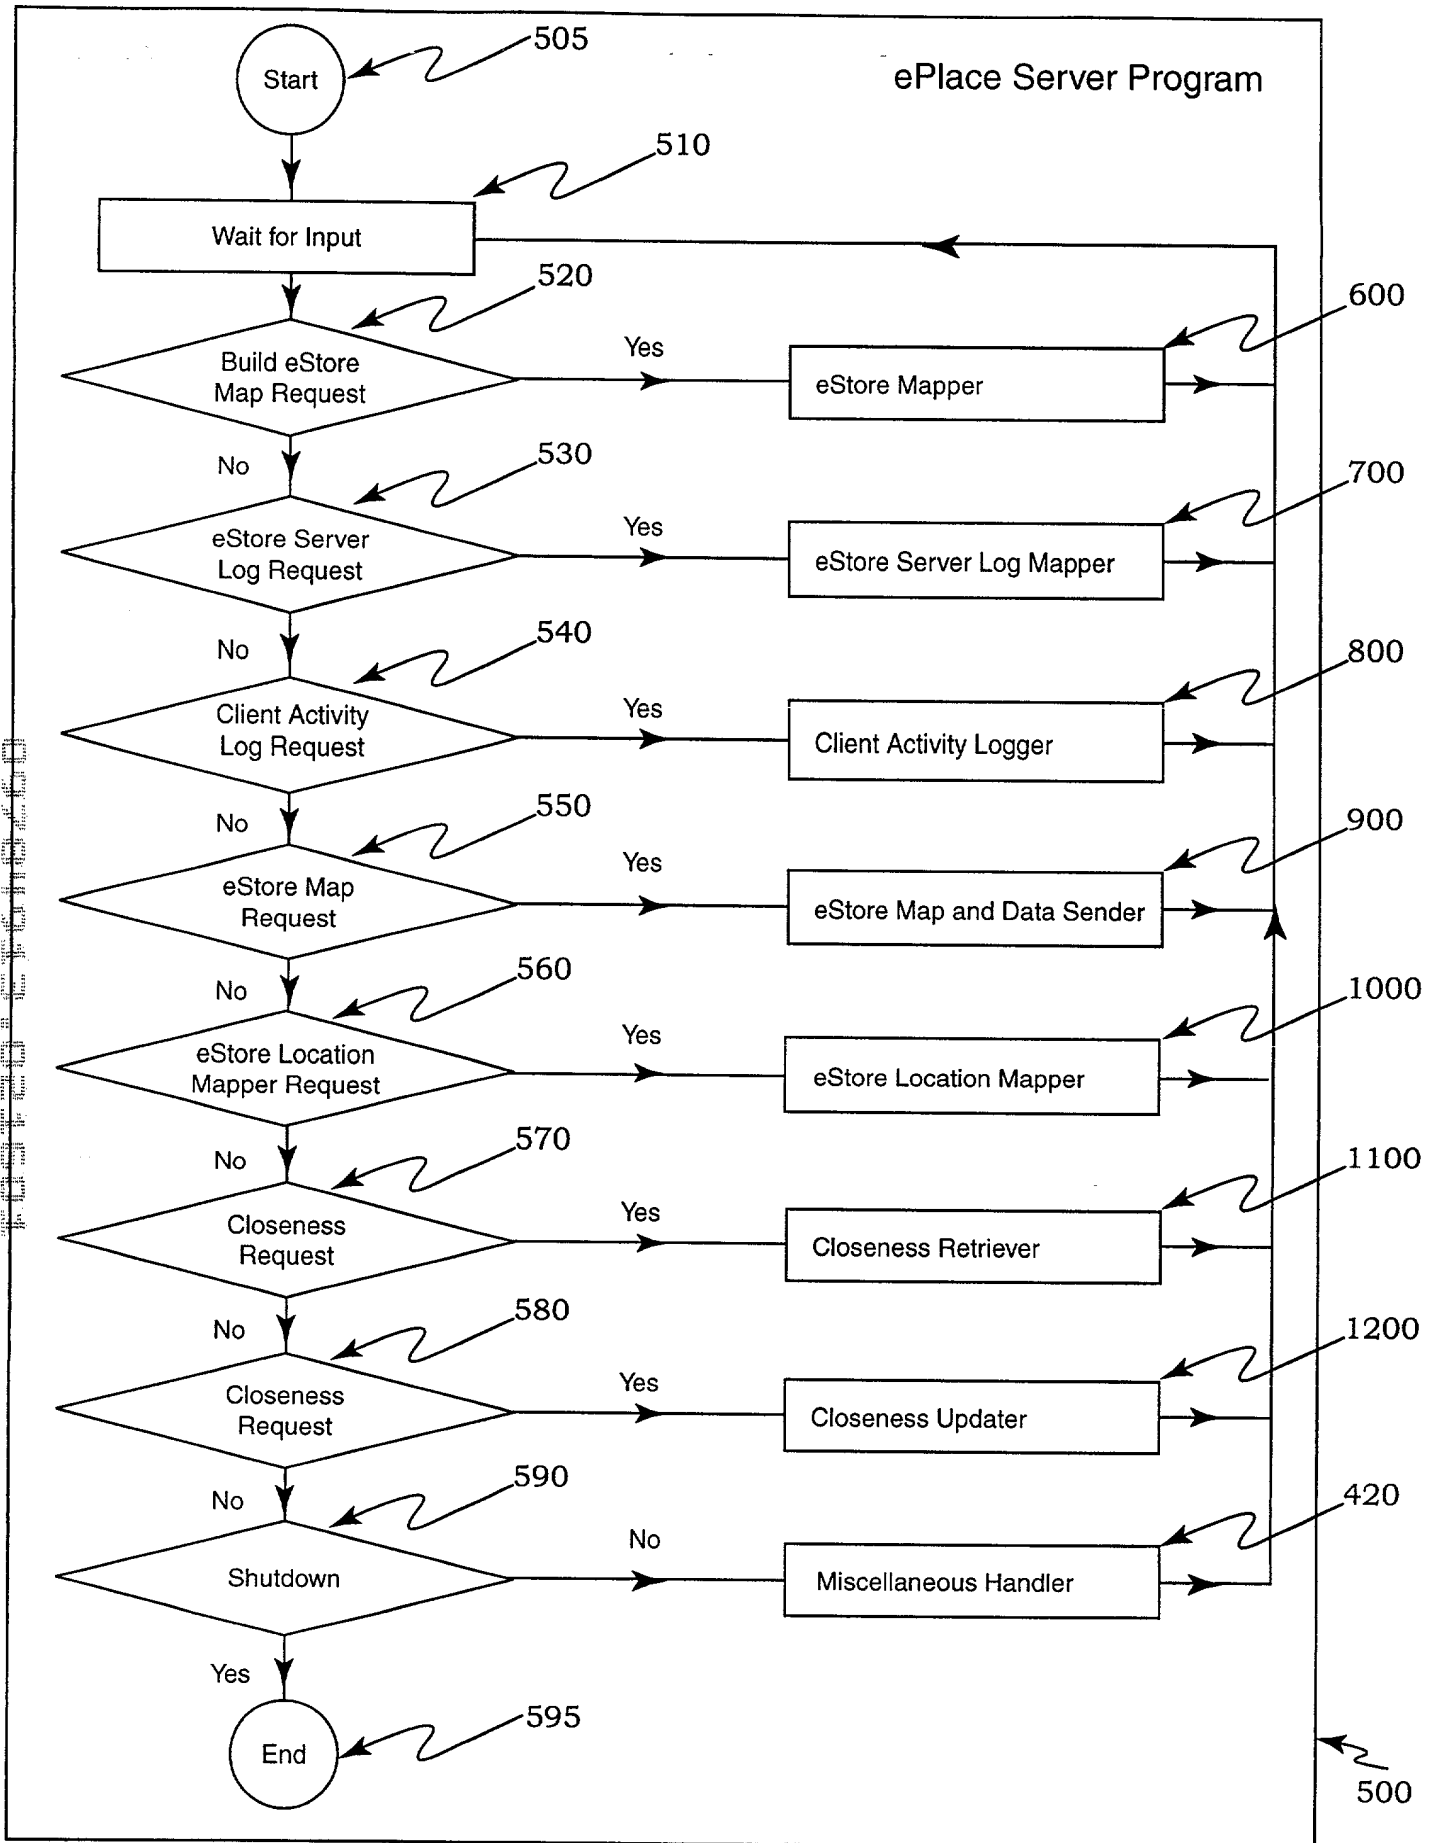 505
Start
ePlace Server Program
510
Wait for Input
520
600
Build eStore
Map Request
Yes
eStore Mapper
No
530
700
eStore Server
Log Request
Yes
eStore Server Log Mapper
No
540
800
Client Activity
Log Request
Yes
Client Activity Logger
No
550
900
eStore Map
Request
Yes
eStore Map and Data Sender
No
560
1000
eStore Location
Mapper Request
Yes
eStore Location Mapper
No
570
1100
Closeness
Request
Yes
Closeness Retriever
No
580
1200
Closeness
Request
Yes
Closeness Updater
No
590
420
Shutdown
No
Miscellaneous Handler
Yes
595
End
500